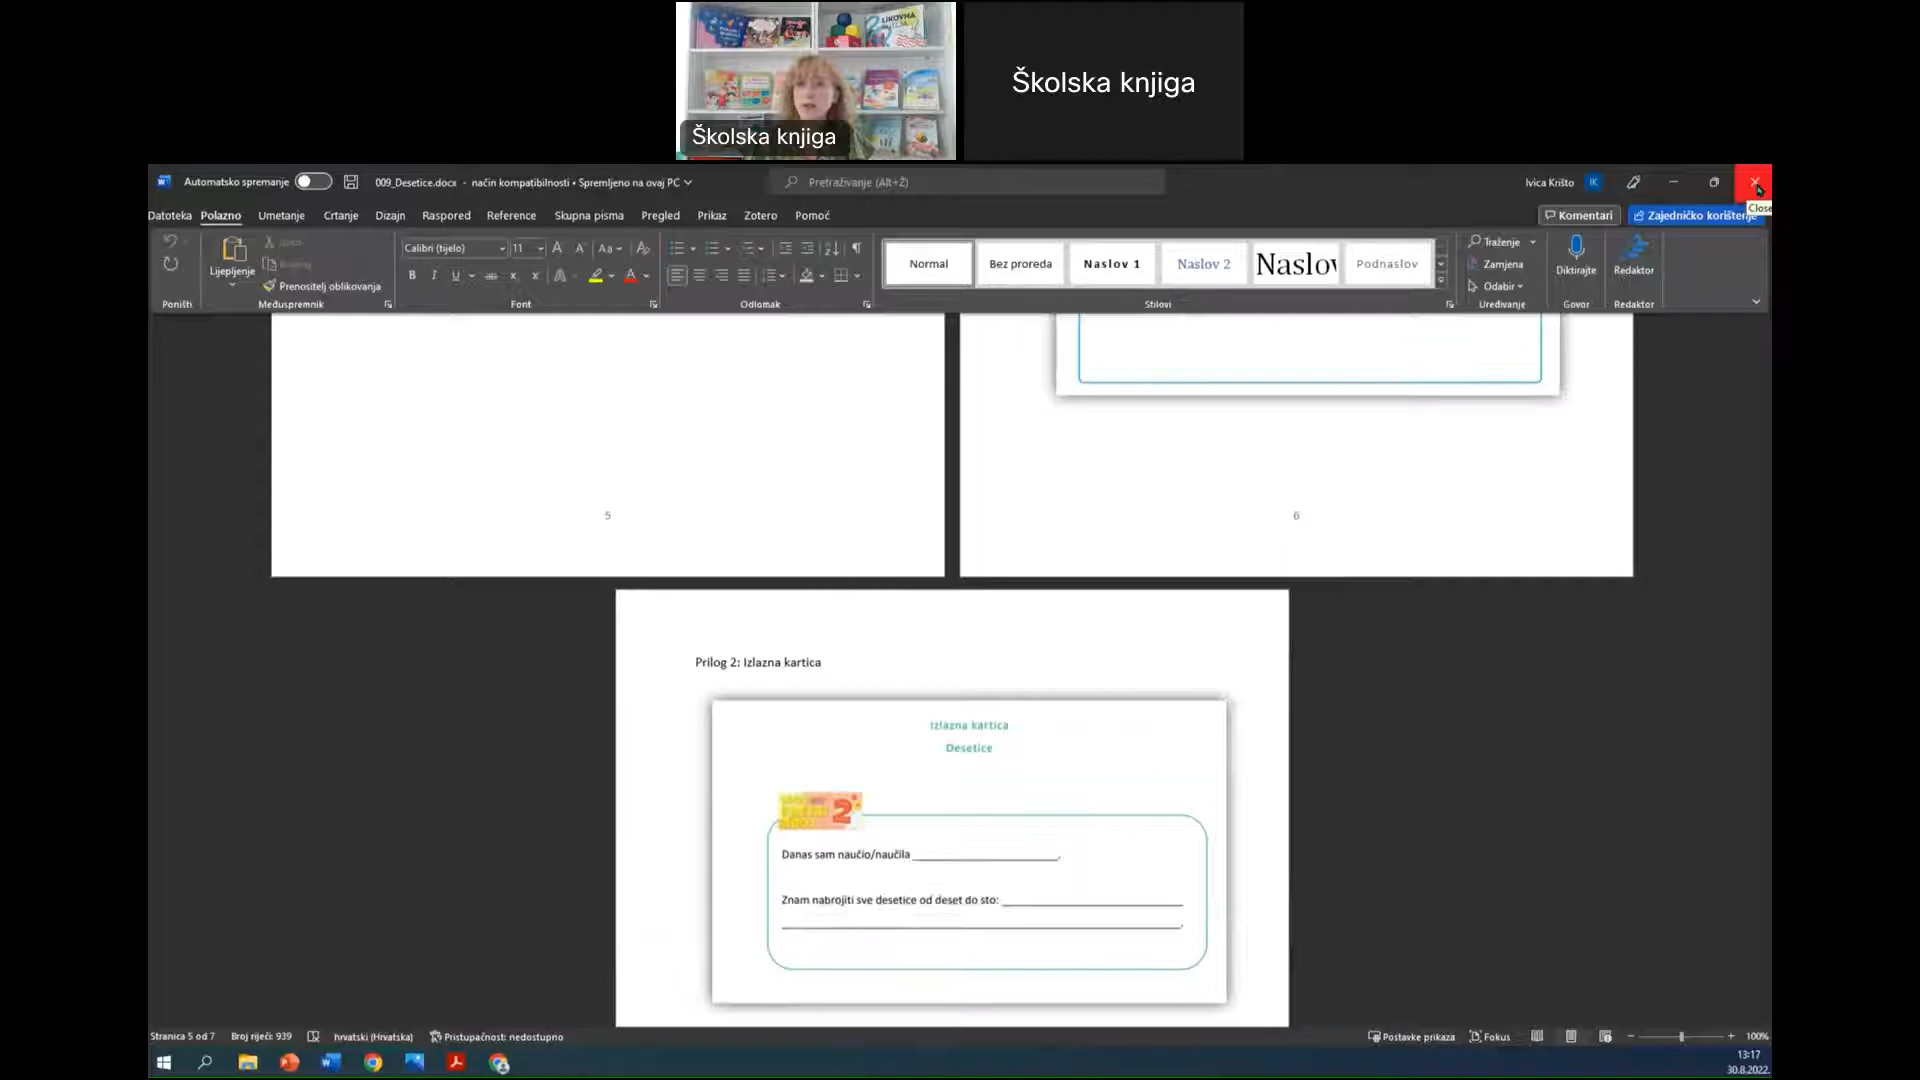 LIKOVNA
Školska knjiga
Školska knjiga
Automatsko spremanje
009_Desetice.docx - način kompatibilnosti • Spremljeno na ovaj PC
Pretraživanje (Alt+Ž)
Ivica Krišto
IK
Close
Datoteka Polazno Umetanje Crtanje Dizajn Raspored Reference Skupna pisma Pregled Prikaz Zotero Pomoć
Komentari
Zajedničko korištenje
Lijepljenje
Prenositelj oblikovanja
Calibri (tijelo) 11
Normal
Bez proreda
Naslov 1
Naslov 2
Naslov
Podnaslov
Traženje
Zamjena
Odabir
Diktirajte
Redaktor
Poništi
Međuspremnik
Font
Odlomak
Stilovi
Uređivanje
Govor
Redaktor
5
6
Prilog 2: Izlazna kartica
Izlazna kartica
Desetice
2
Danas sam naučio/naučila ______________________.
Znam nabrojiti sve desetice od deset do sto: ____________________________
______________________________________________________________.
Stranica 5 od 7 Broj riječi: 939 hrvatski (Hrvatska) Pristupačnost: nedostupno
Postavke prikaza Fokus 100%
13:17
30.8.2022.